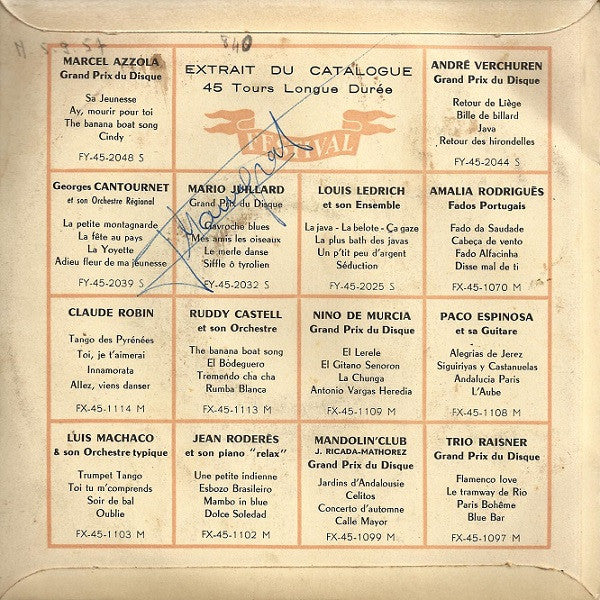 840
EXTRAIT DU CATALOGUE
45 Tours Longue Durée
FESTIVAL
MARCEL AZZOLA
Grand Prix du Disque
Sa Jeunesse
Ay, mourir pour toi
The banana boat song
Cindy
FY-45-2048 S
ANDRÉ VERCHUREN
Grand Prix du Disque
Retour de Liège
Bille de billard
Java
Retour des hirondelles
FY-45-2044 S
Georges CANTOURNET
et son Orchestre Régional
La petite montagnarde
La fête au pays
La Yoyette
Adieu fleur de ma jeunesse
FY-45-2039 S
MARIO JUILLARD
Grand Prix du Disque
Gavroche blues
Mes amis les oiseaux
Le merle danse
Siffle ô tyrolien
FY-45-2032 S
LOUIS LEDRICH
et son Ensemble
La java - La belote - Ça gaze
La plus bath des javas
Un p'tit peu d'argent
Séduction
FY-45-2025 S
AMALIA RODRIGUÊS
Fados Portugais
Fado da Saudade
Cabeça de vento
Fado Alfacinha
Disse mal de ti
EX-45-1070 M
CLAUDE ROBIN
Tango des Pyrénées
Toi, je t'aimerai
Innamorata
Allez, viens danser
FX-45-1114 M
RUDDY CASTELL
et son Orchestre
The banana boat song
El Bodeguero
Tremendo cha cha
Rumba Blanca
FX-45-1113 M
NINO DE MURCIA
Grand Prix du Disque
El Lerele
El Gitano Senoron
La Chunga
Antonio Vargas Heredia
FX-45-1109 M
PACO ESPINOSA
et sa Guitare
Alegrias de Jerez
Siguiriyas y Castanuelas
Andalucia Paris
L'Aube
FX-45-1108 M
LUIS MACHACO
& son Orchestre typique
Trumpet Tango
Toi tu m'comprends
Soir de bal
Oublie
FX-45-1103 M
JEAN RODERÈS
et son piano "relax"
Une petite indienne
Esbozo Brasileiro
Mambo in blue
Dolce Soledad
FX-45-1102 M
MANDOLIN'CLUB
J. RICADA-MATHOREZ
Grand Prix du Disque
Jardins d'Andalousie
Celitos
Concerto d'automne
Calle Mayor
FX-45-1099 M
TRIO RAISNER
Grand Prix du Disque
Flamenco love
Le tramway de Rio
Paris Bohême
Blue Bar
FX-45-1097 M